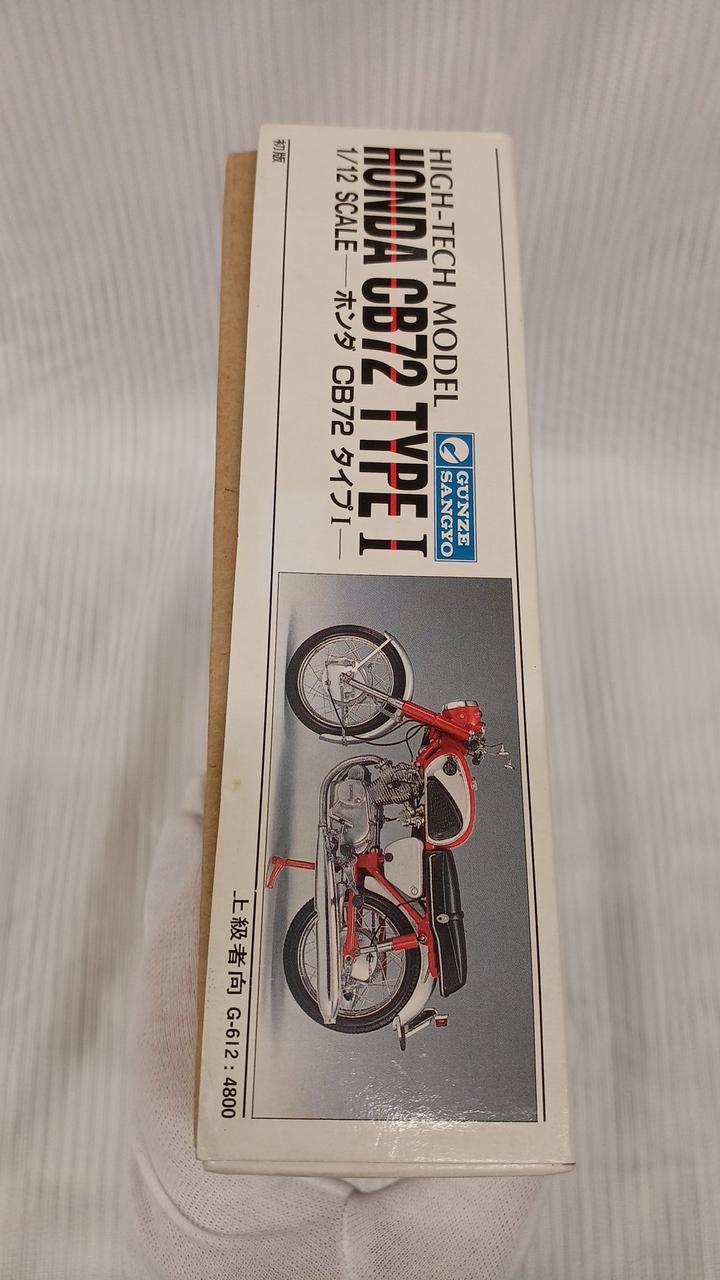 初版
HIGH-TECH MODEL
GUNZE
SANGYO
HONDA CB72 TYPE I
1/12 SCALE—ホンダ CB72 タイプ I—
上級者向 G-612 : 4800